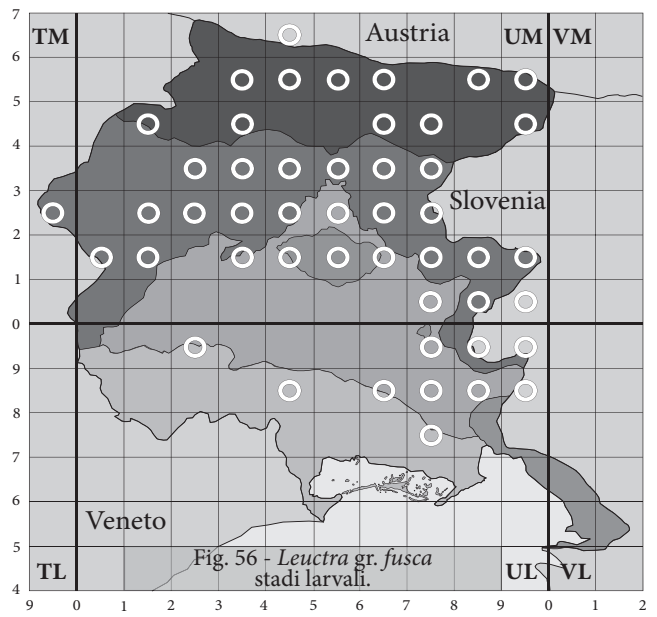 7
TM Austria UM VM
6
5
4
3
Slovenia
2
1
0
9
8
7
6
Veneto
5
Fig. 56 - Leuctra gr. fusca
stadi larvali.
TL UL VL
4
9 0 1 2 3 4 5 6 7 8 9 0 1 2